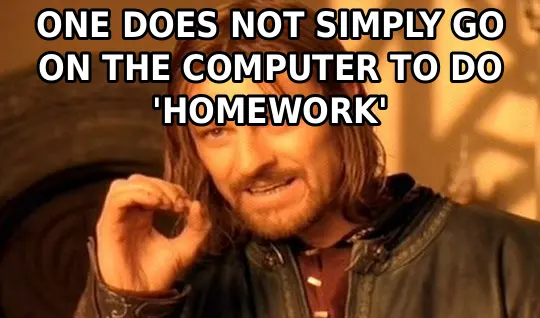 ONE DOES NOT SIMPLY GO
ON THE COMPUTER TO DO
'HOMEWORK'